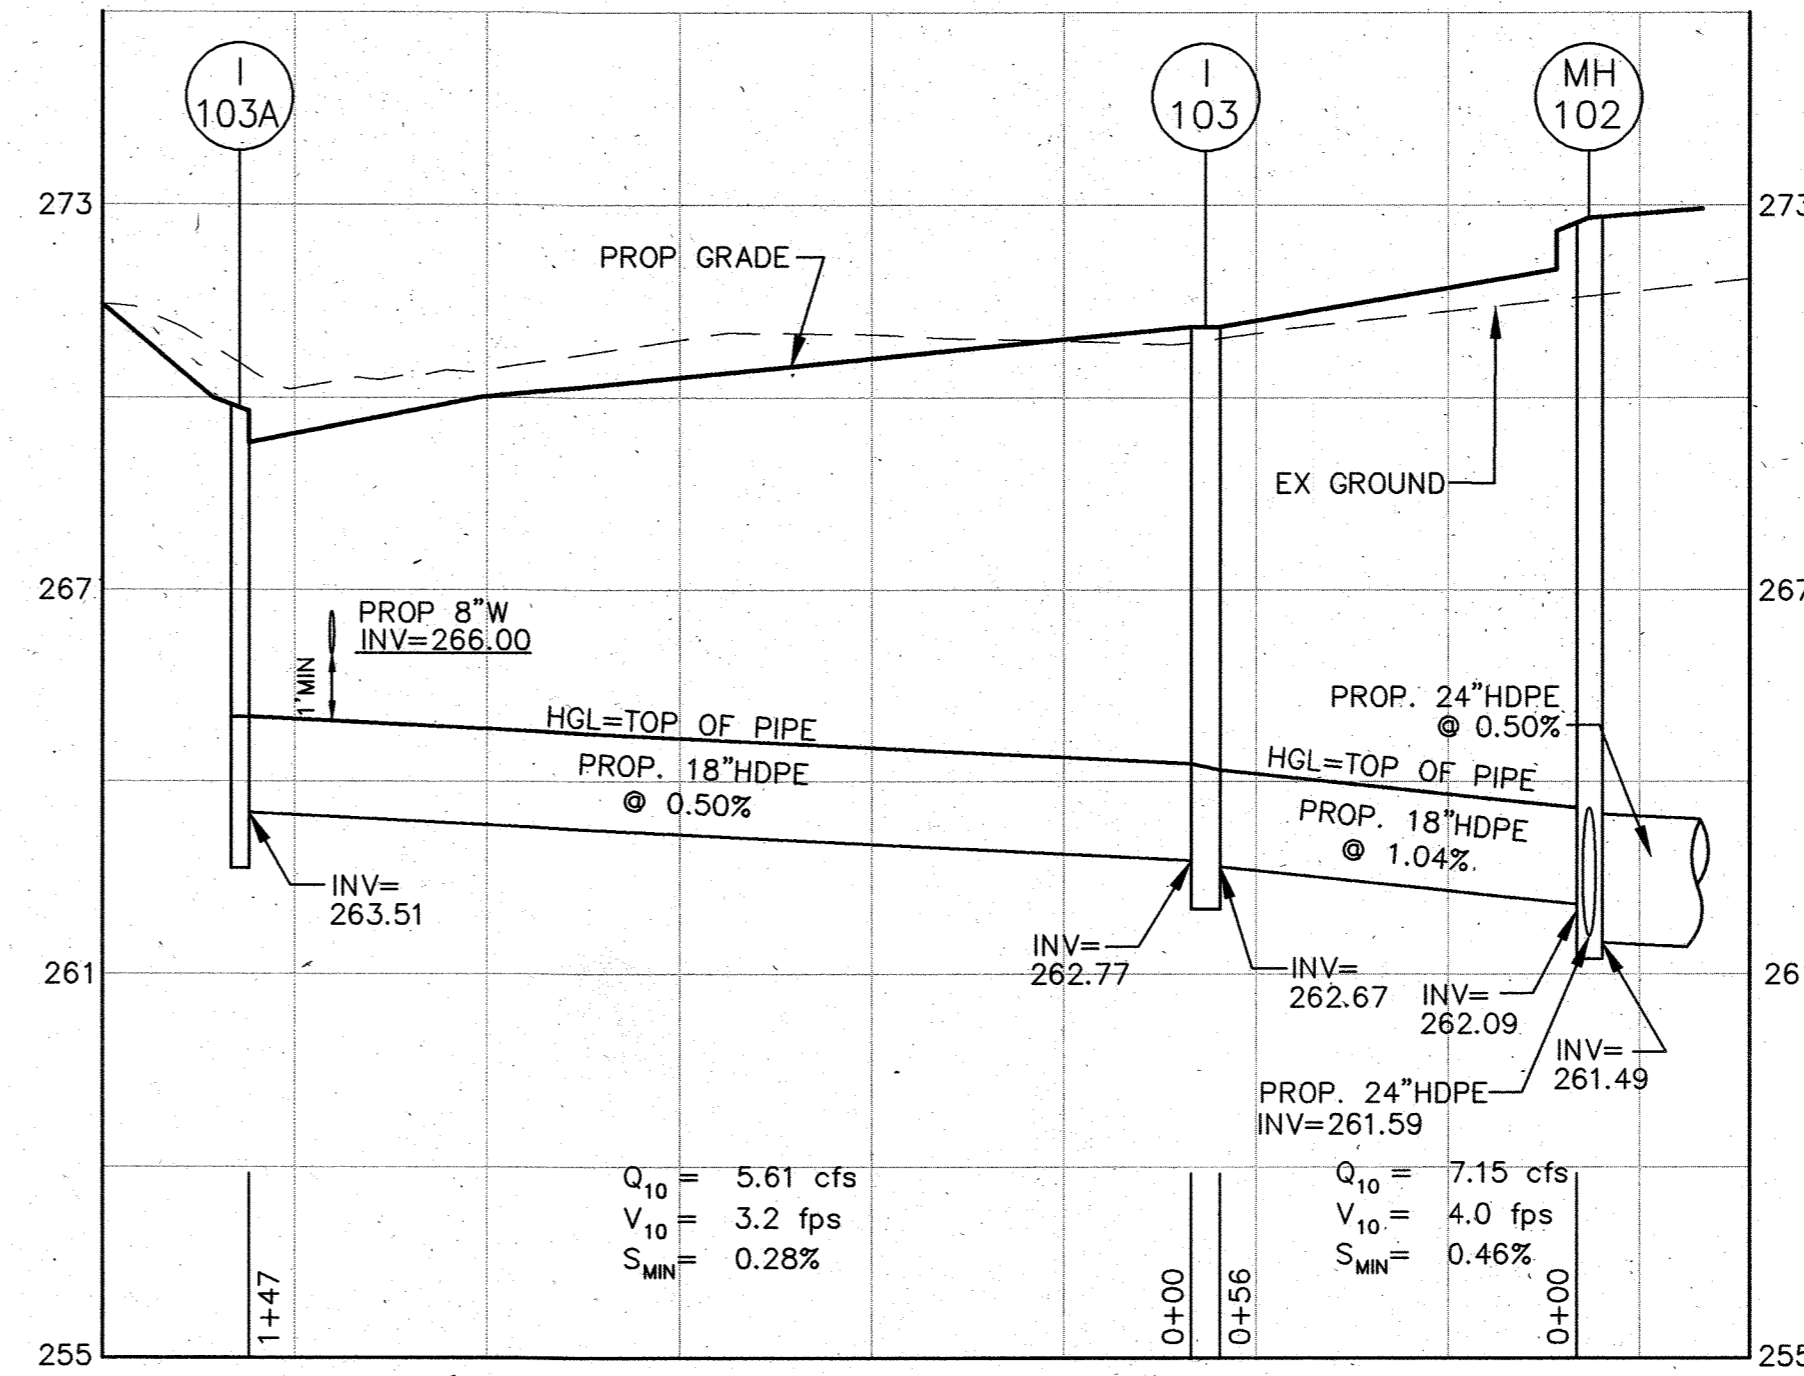 I
103A
I
103
MH
102
273
273
PROP GRADE
EX GROUND
267
267
PROP 8"W
INV=266.00
1'MIN
HGL=TOP OF PIPE
PROP. 18"HDPE
@ 0.50%
PROP. 24"HDPE
@ 0.50%
HGL=TOP OF PIPE
PROP. 18"HDPE
@ 1.04%
INV=
263.51
INV=
262.77
INV=
262.67
INV=
262.09
INV=
261.49
261
26
PROP. 24"HDPE
INV=261.59
Q10 = 5.61 cfs
V10 = 3.2 fps
SMIN= 0.28%
Q10 = 7.15 cfs
V10 = 4.0 fps
SMIN= 0.46%
1+47
0+00
0+56
0+00
255
255